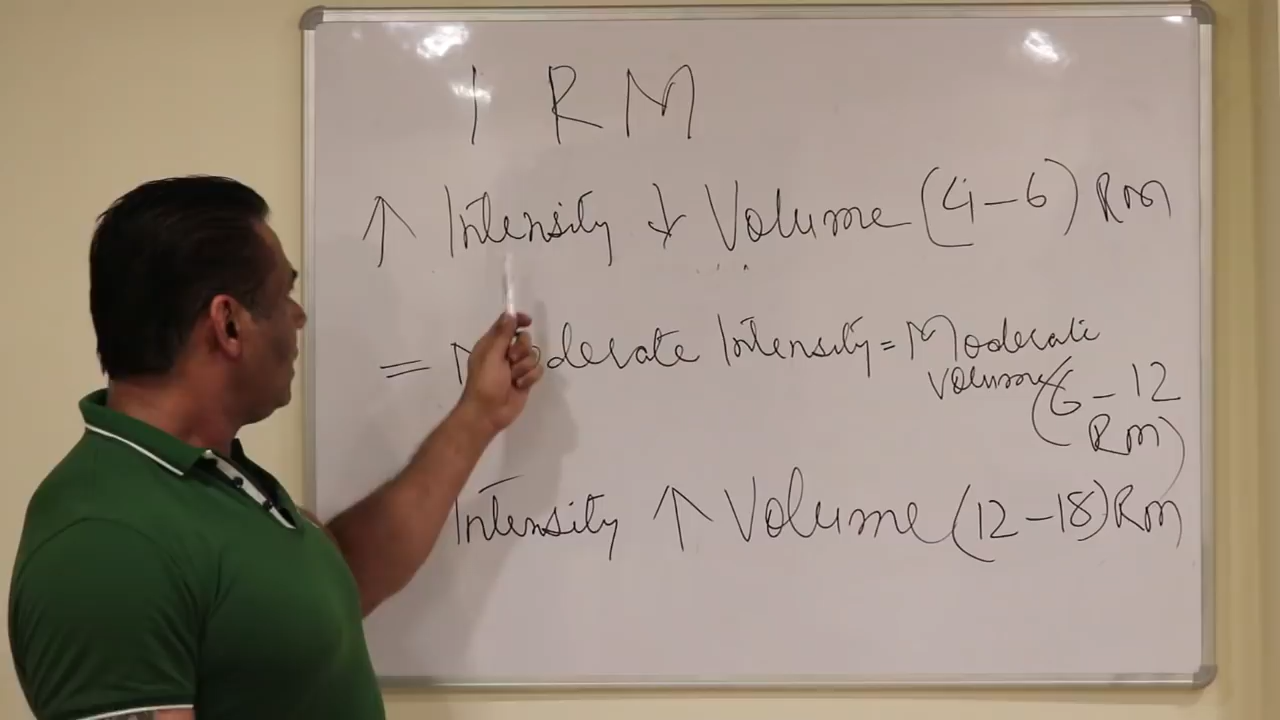 1 RM
↑ Intensity ↓ Volume (4-6) RM
= Moderate Intensity = Moderate
volume (6-12
RM)
Intensity ↑ Volume (12-18) RM